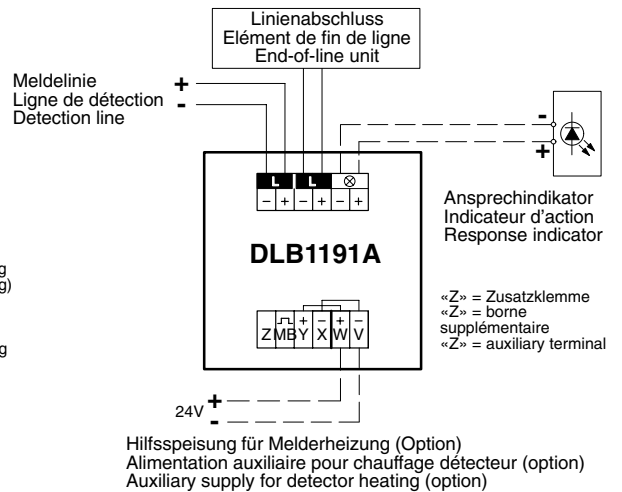 Linienabschluss
Elément de fin de ligne
End-of-line unit
Meldelinie
Ligne de détection
Detection line
+
-
-
+
L L ⊗
− + − + − +
Ansprechindikator
Indicateur d'action
Response indicator
DLB1191A
g
g)
g
«Z» = Zusatzklemme
«Z» = borne
supplémentaire
«Z» = auxiliary terminal
+ − + −
Z MB Y X W V
24V + -
Hilfsspeisung für Melderheizung (Option)
Alimentation auxiliaire pour chauffage détecteur (option)
Auxiliary supply for detector heating (option)